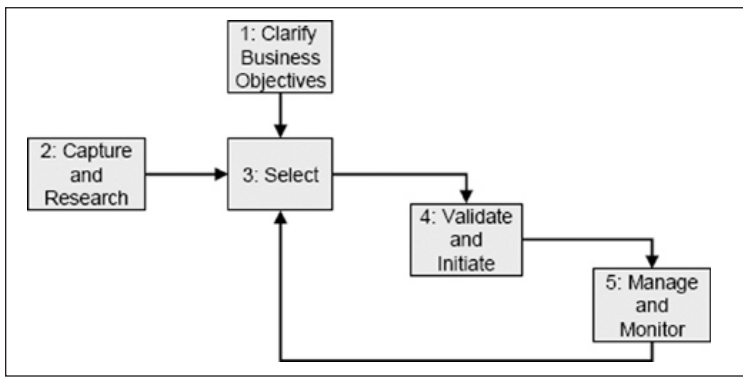 1: Clarify
Business
Objectives
2: Capture
and
Research
3: Select
4: Validate
and
Initiate
5: Manage
and
Monitor